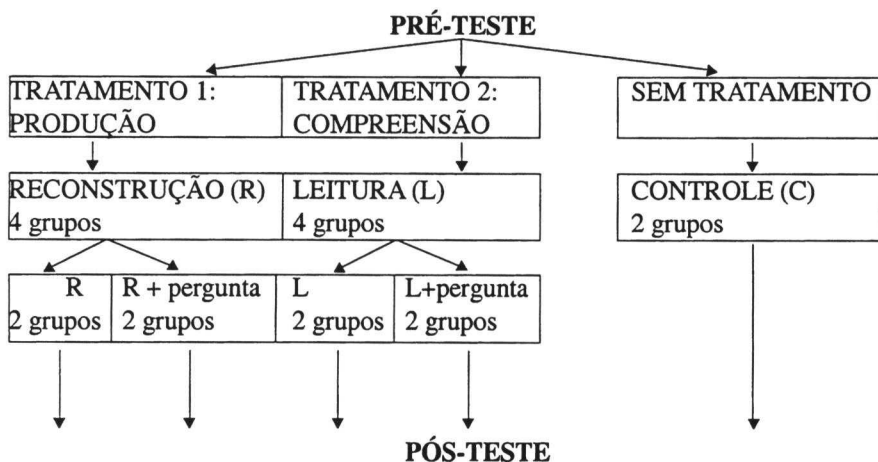 PRÉ-TESTE
TRATAMENTO 1:
PRODUÇÃO
TRATAMENTO 2:
COMPREENSÃO
SEM TRATAMENTO
RECONSTRUÇÃO (R)
4 grupos
LEITURA (L)
4 grupos
CONTROLE (C)
2 grupos
R
2 grupos
R + pergunta
2 grupos
L
2 grupos
L+pergunta
2 grupos
PÓS-TESTE